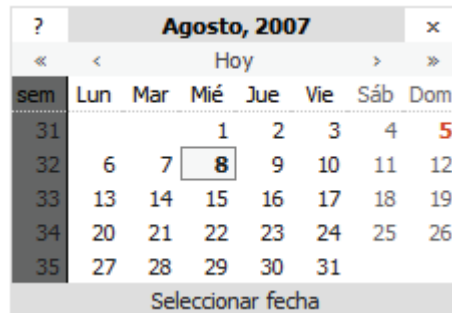 ? Agosto, 2007 ×
« ‹ Hoy › »
sem Lun Mar Mié Jue Vie Sáb Dom
31 1 2 3 4 5
32 6 7 8 9 10 11 12
33 13 14 15 16 17 18 19
34 20 21 22 23 24 25 26
35 27 28 29 30 31
Seleccionar fecha